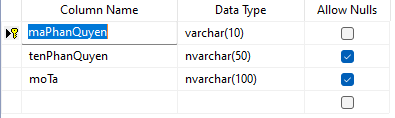 Column Name Data Type Allow Nulls
maPhanQuyen varchar(10)
tenPhanQuyen nvarchar(50)
moTa nvarchar(100)